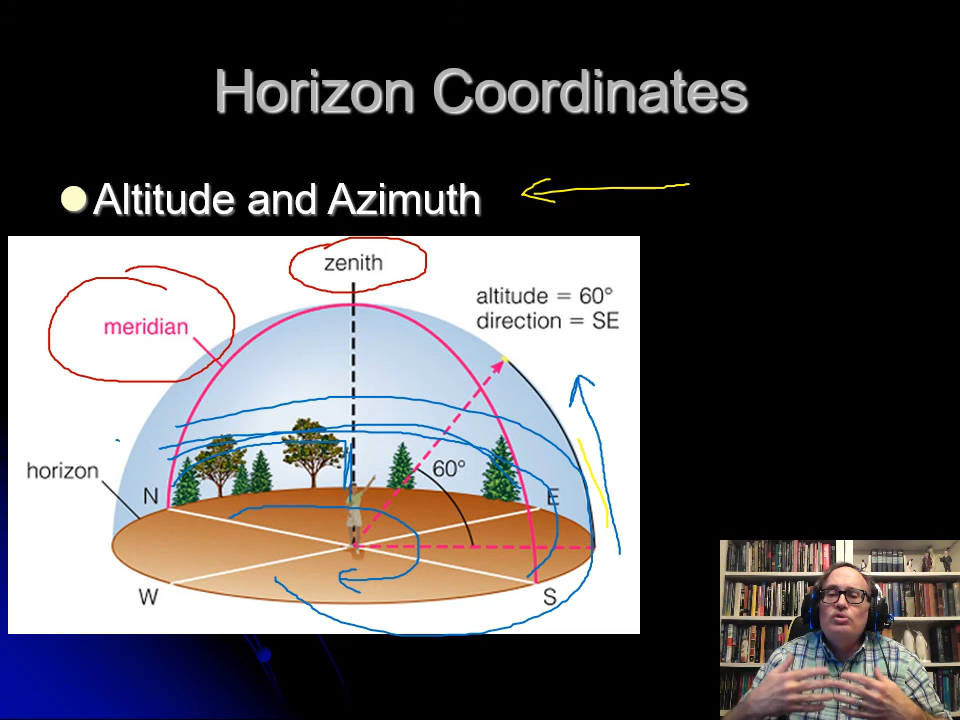 Horizon Coordinates
Altitude and Azimuth
zenith
altitude = 60°
direction = SE
meridian
horizon
60°
N
E
W
S